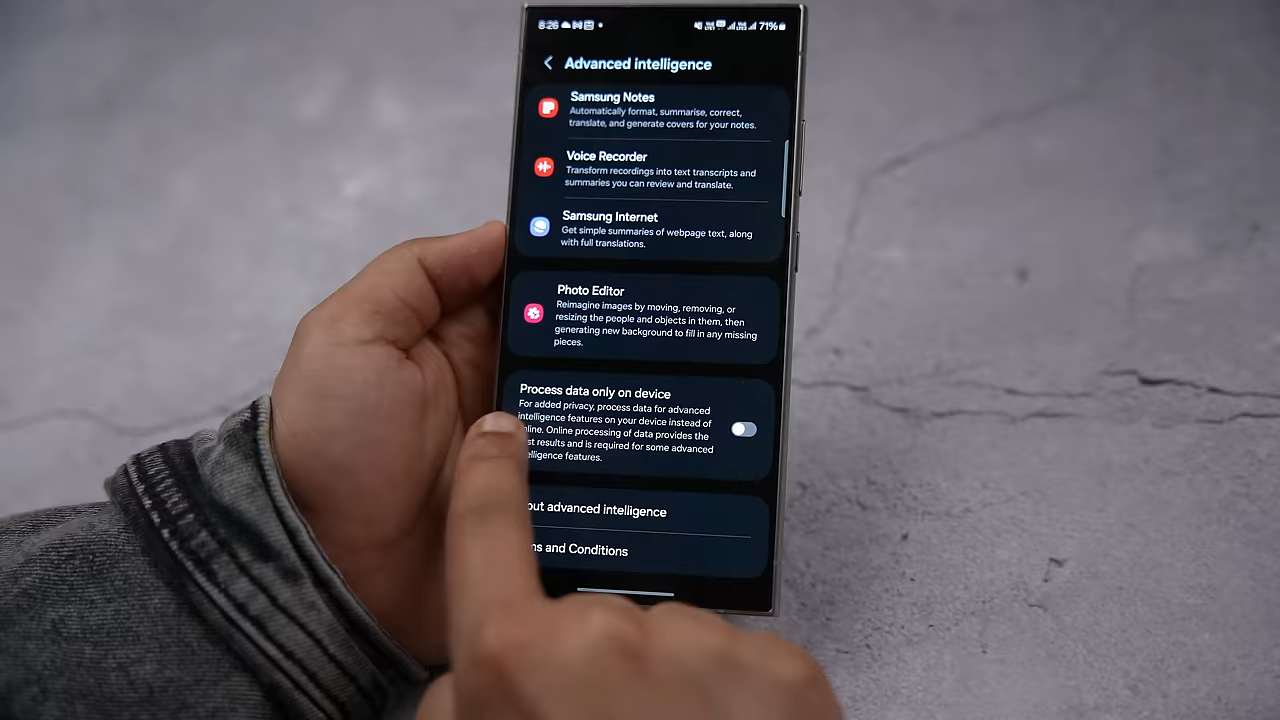 8:26
71%
Advanced intelligence
Samsung Notes
Automatically format, summarise, correct,
translate, and generate covers for your notes.
Voice Recorder
Transform recordings into text transcripts and
summaries you can review and translate.
Samsung Internet
Get simple summaries of webpage text, along
with full translations.
Photo Editor
Reimagine images by moving, removing, or
resizing the people and objects in them, then
generating new background to fill in any missing
pieces.
Process data only on device
For added privacy, process data for advanced
intelligence features on your device instead of
Online processing of data provides the
results and is required for some advanced
features.
advanced intelligence
and Conditions